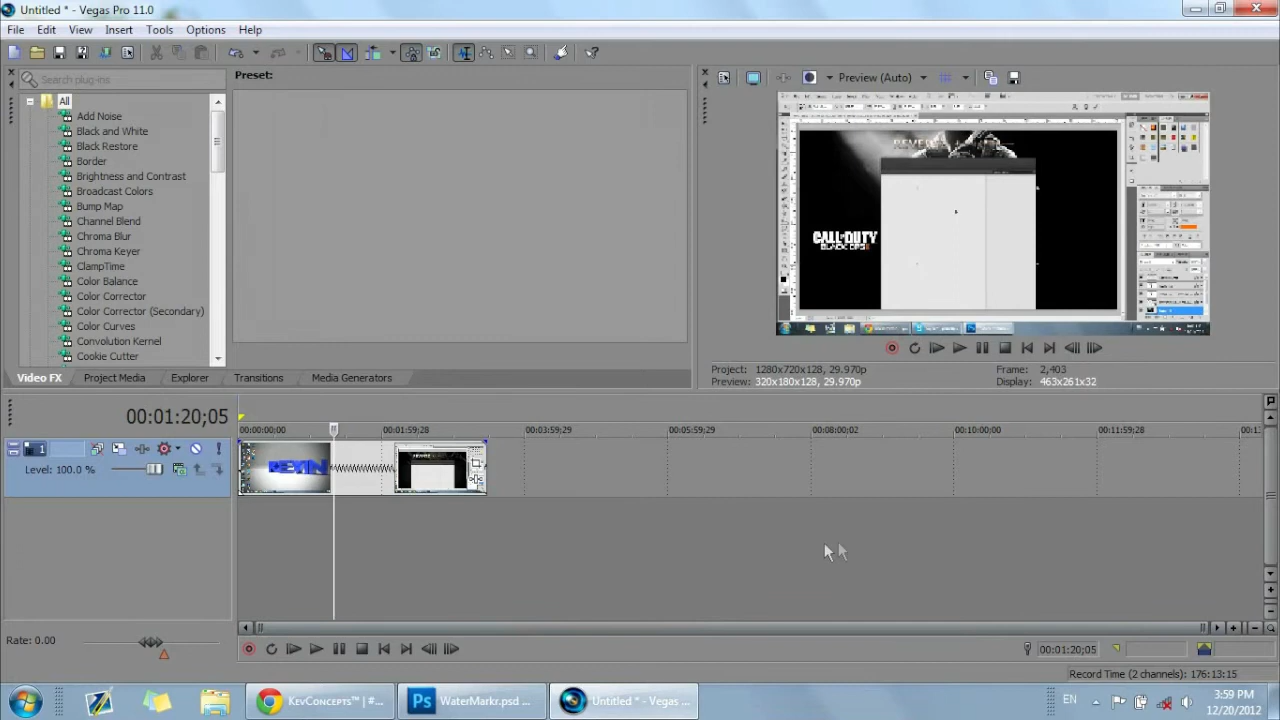 Untitled * - Vegas Pro 11.0
File Edit View Insert Tools Options Help
Search plug-ins
Preset:
Preview (Auto)
All
Add Noise
Black and White
Black Restore
Border
Brightness and Contrast
Broadcast Colors
Bump Map
Channel Blend
Chroma Blur
Chroma Keyer
ClampTime
Color Balance
Color Corrector
Color Corrector (Secondary)
Color Curves
Convolution Kernel
Cookie Cutter
CALL OF DUTY
BLACK OPS II
Project: 1280x720x128, 29.970p
Frame: 2,403
Preview: 320x180x128, 29.970p
Display: 463x261x32
Video FX Project Media Explorer Transitions Media Generators
00:01:20;05
00:00:00;00 00:01:59;28 00:03:59;29 00:05:59;29 00:08:00;02 00:10:00;00 00:11:59;28
1
Level: 100.0 %
KEVIN
Rate: 0.00
00:01:20;05
Record Time (2 channels): 176:13:15
KevConcepts™ | #...
WaterMarkr.psd ...
Untitled * - Vegas ...
EN
3:59 PM
12/20/2012